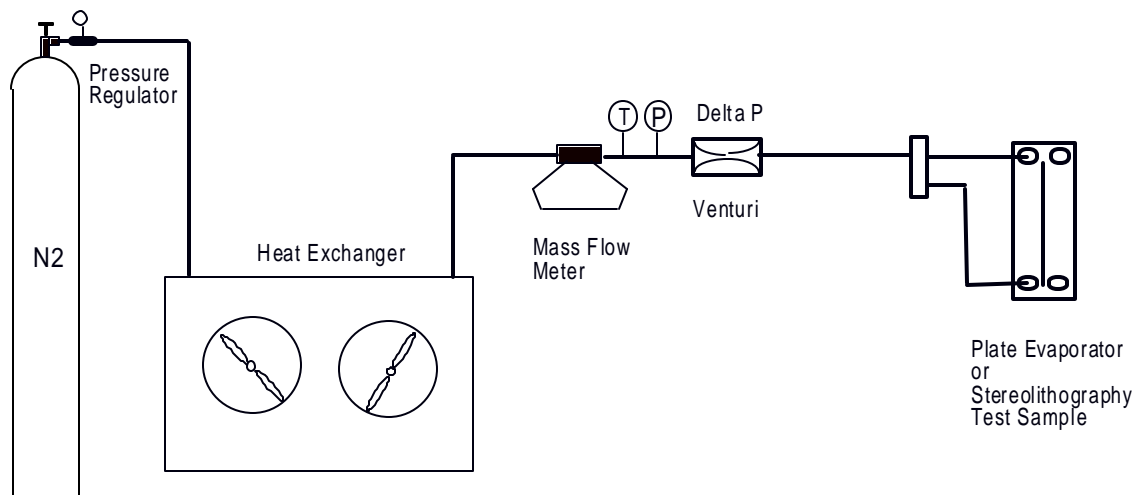 Pressure
Regulator
N2
Heat Exchanger
T
P
Delta P
Mass Flow
Meter
Venturi
Plate Evaporator
or
Stereolithography
Test Sample